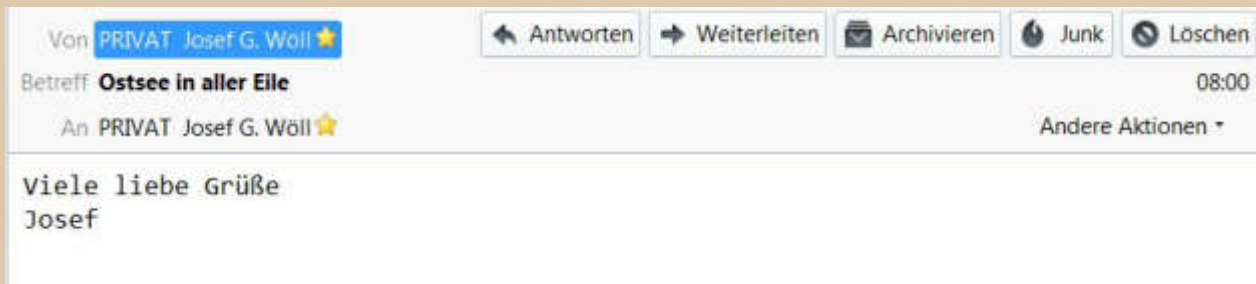 Von PRIVAT Josef G. Wöll Antworten Weiterleiten Archivieren Junk Löschen
Betreff Ostsee in aller Eile 08:00
An PRIVAT Josef G. Wöll Andere Aktionen
Viele liebe Grüße
Josef